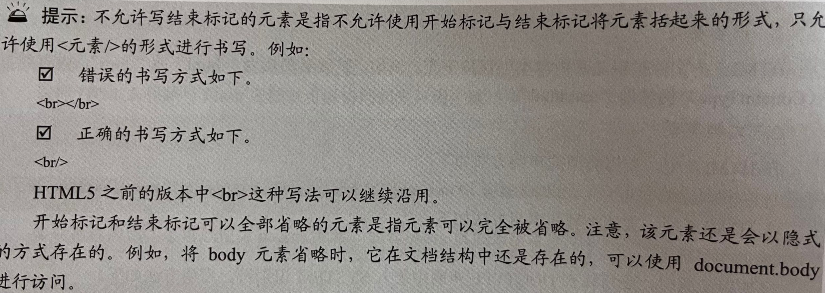 提示：不允许写结束标记的元素是指不允许使用开始标记与结束标记将元素括起来的形式，只允
许使用<元素/>的形式进行书写。例如：
☑ 错误的书写方式如下。
<br></br>
☑ 正确的书写方式如下。
<br/>
HTML5 之前的版本中<br>这种写法可以继续沿用。
开始标记和结束标记可以全部省略的元素是指元素可以完全被省略。注意，该元素还是会以隐式
的方式存在的。例如，将 body 元素省略时，它在文档结构中还是存在的，可以使用 document.body
进行访问。